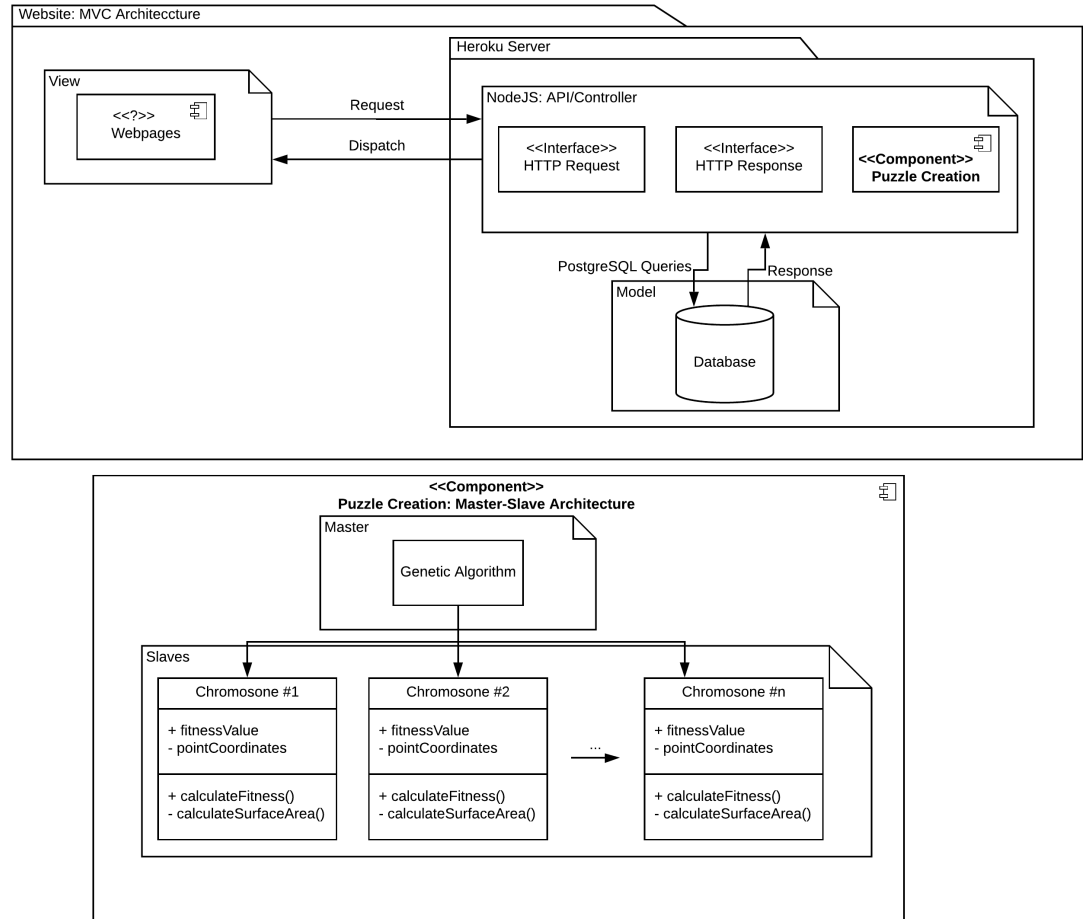 Website: MVC Architeccture
Heroku Server
View
<<?>>
Webpages
Request
Dispatch
NodeJS: API/Controller
<<Interface>>
HTTP Request
<<Interface>>
HTTP Response
<<Component>>
Puzzle Creation
PostgreSQL Queries
Response
Model
Database
<<Component>>
Puzzle Creation: Master-Slave Architecture
Master
Genetic Algorithm
Slaves
Chromosone #1
+ fitnessValue
- pointCoordinates
+ calculateFitness()
- calculateSurfaceArea()
Chromosone #2
+ fitnessValue
- pointCoordinates
+ calculateFitness()
- calculateSurfaceArea()
...
Chromosone #n
+ fitnessValue
- pointCoordinates
+ calculateFitness()
- calculateSurfaceArea()